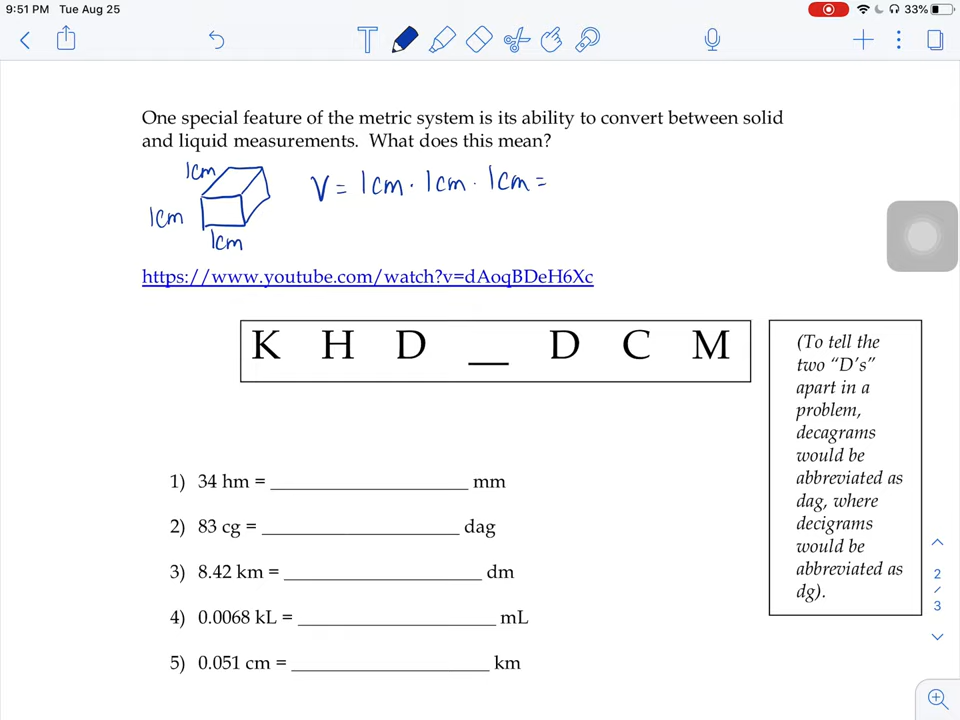 9:51 PM Tue Aug 25 33%
One special feature of the metric system is its ability to convert between solid
and liquid measurements. What does this mean?
1cm
1cm
1cm
V = 1cm · 1cm · 1cm =
https://www.youtube.com/watch?v=dAoqBDeH6Xc
K H D __ D C M
(To tell the
two “D’s”
apart in a
problem,
decagrams
would be
abbreviated as
dag, where
decigrams
would be
abbreviated as
dg).
1) 34 hm = ____________________ mm
2) 83 cg = ____________________ dag
3) 8.42 km = ____________________ dm
4) 0.0068 kL = ____________________ mL
5) 0.051 cm = ____________________ km
2
/
3